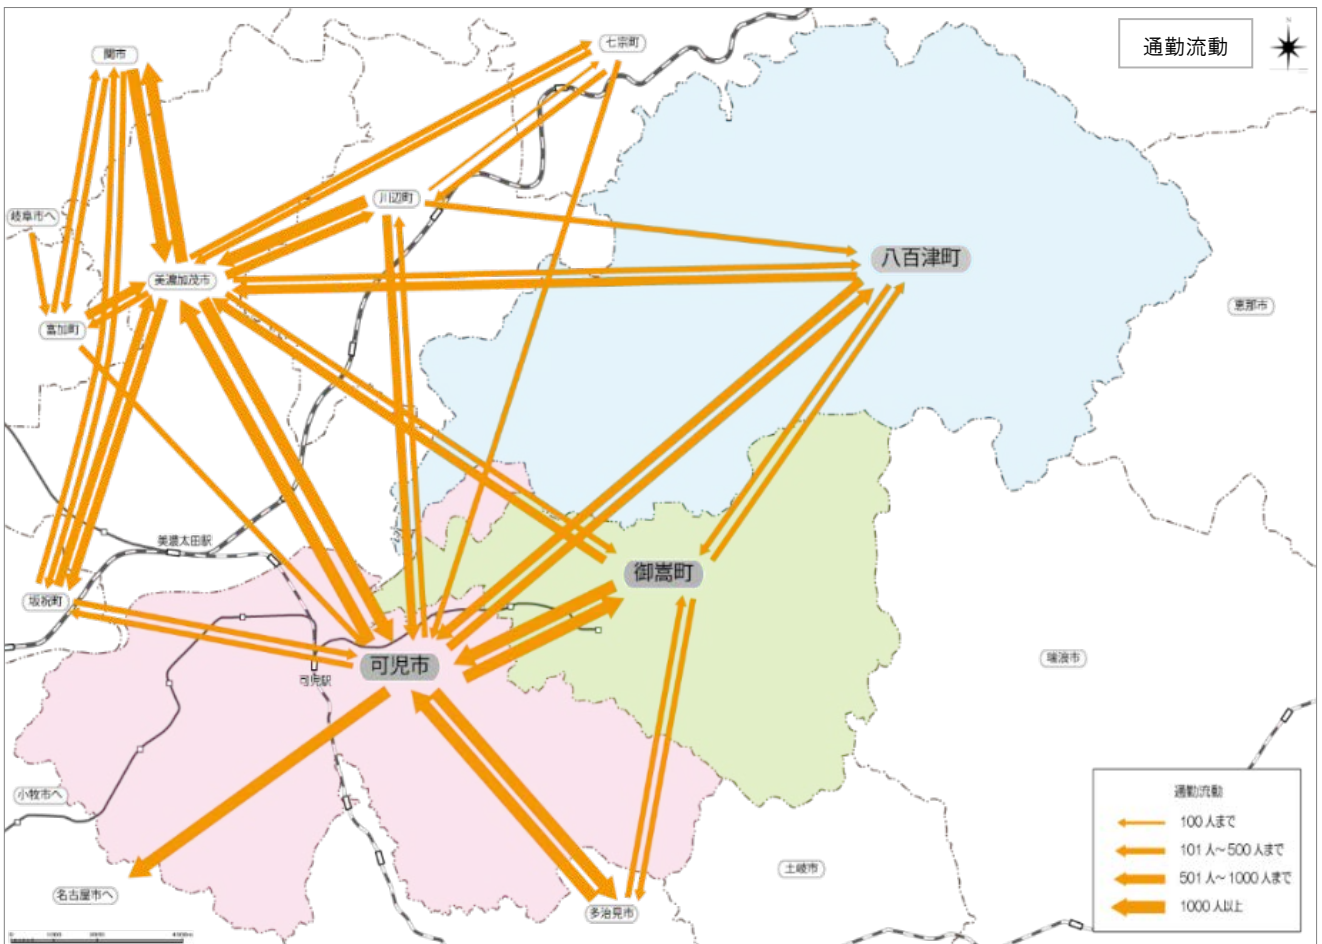 通勤流動
N
関市
七宗町
川辺町
岐阜市へ
八百津町
美濃加茂市
恵那市
富加町
美濃太田駅
御嵩町
坂祝町
可児市
瑞浪市
可児駅
小牧市へ
土岐市
名古屋市へ
多治見市
通勤流動
100人まで
101人~500人まで
501人~1000人まで
1000人以上